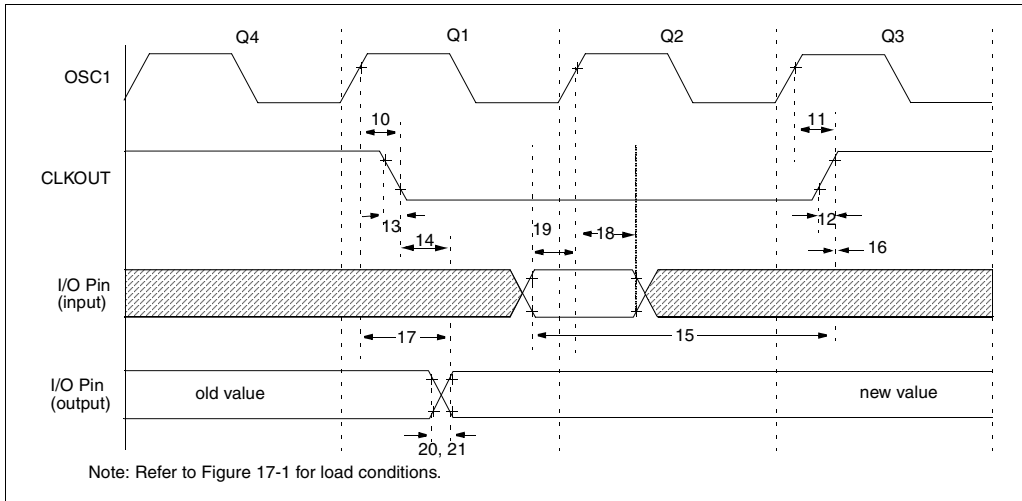 Q4 Q1 Q2 Q3
OSC1
10 11
CLKOUT
13 12
14 19 18 16
I/O Pin
(input)
17 15
I/O Pin
(output)
old value new value
20, 21
Note: Refer to Figure 17-1 for load conditions.